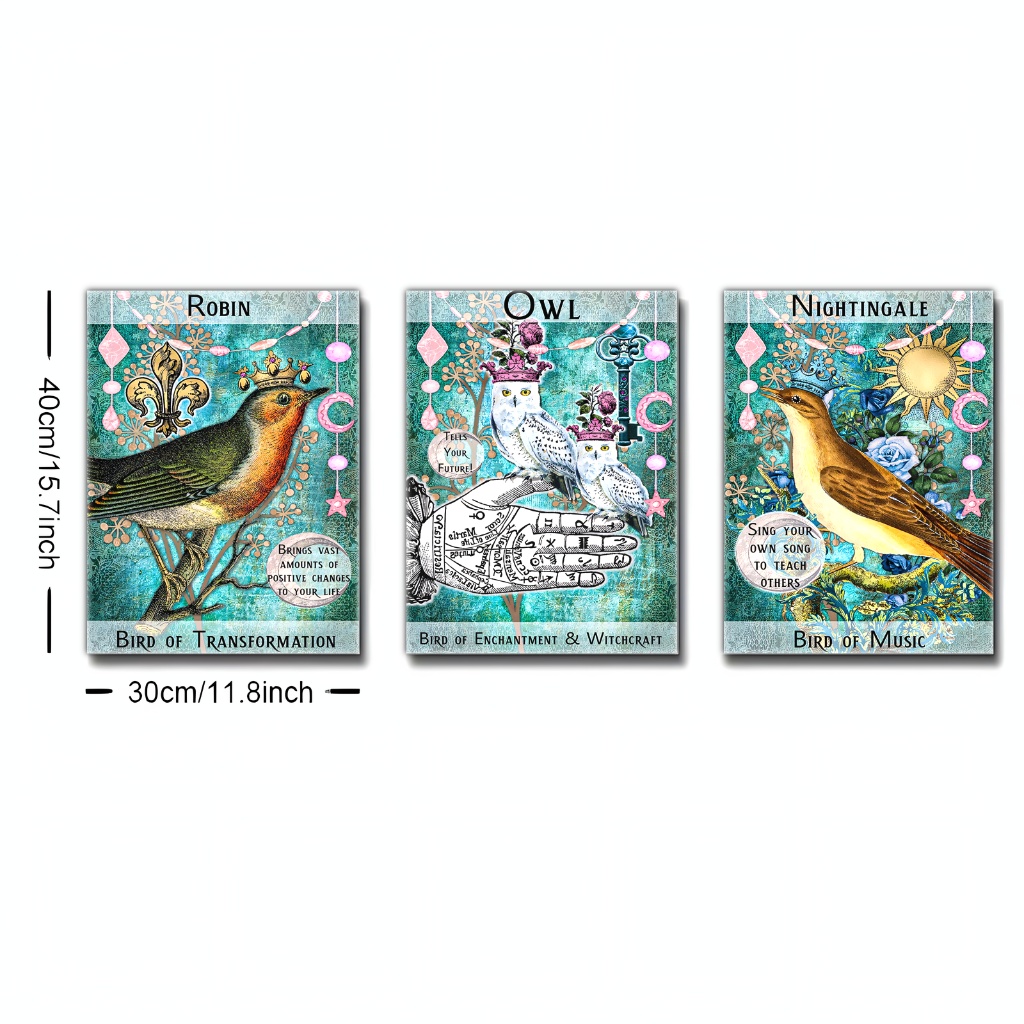 40cm/15.7inch
30cm/11.8inch
Robin
Brings vast
amounts of
positive changes
to your life
Bird of Transformation
Owl
Tells
Your
Future!
Bird of Enchantment & Witchcraft
Nightingale
Sing your
own song
to teach
others
Bird of Music